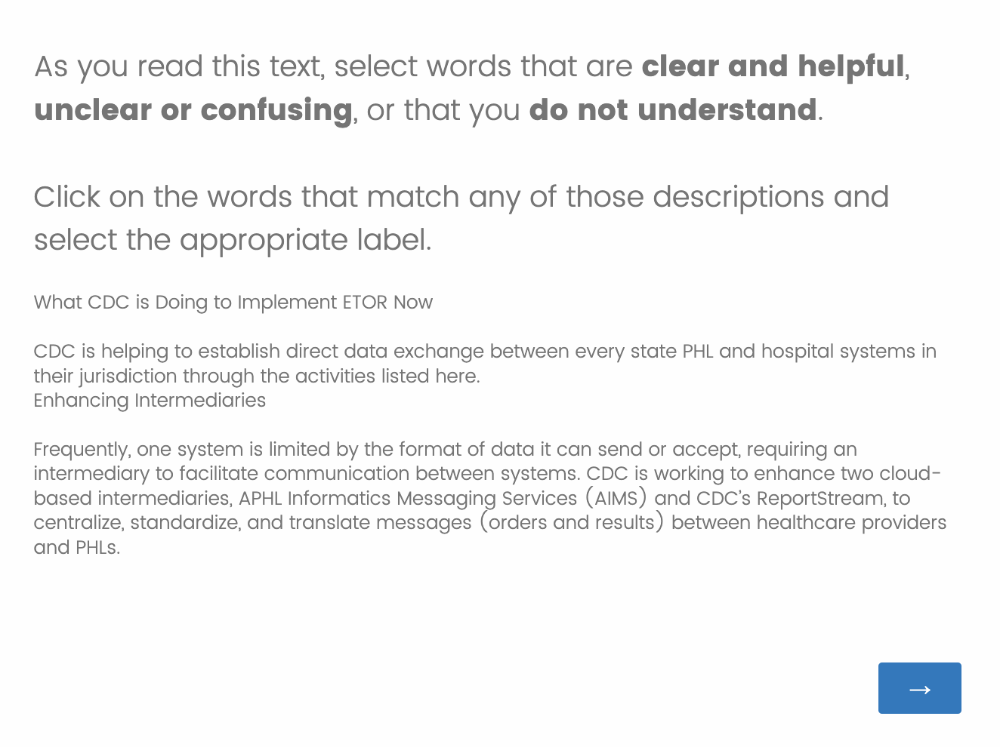 As you read this text, select words that are clear and helpful,
unclear or confusing, or that you do not understand.
Click on the words that match any of those descriptions and
select the appropriate label.
What CDC is Doing to Implement ETOR Now
CDC is helping to establish direct data exchange between every state PHL and hospital systems in
their jurisdiction through the activities listed here.
Enhancing Intermediaries
Frequently, one system is limited by the format of data it can send or accept, requiring an
intermediary to facilitate communication between systems. CDC is working to enhance two cloud-
based intermediaries, APHL Informatics Messaging Services (AIMS) and CDC's ReportStream, to
centralize, standardize, and translate messages (orders and results) between healthcare providers
and PHLs.
→